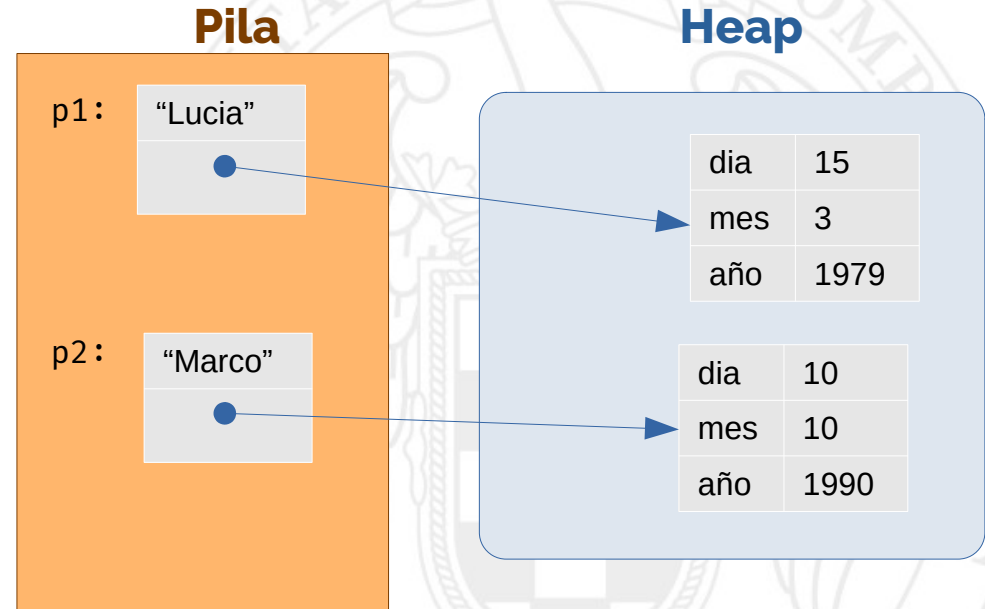 Pila
Heap
p1:
“Lucia”
dia 15
mes 3
año 1979
p2:
“Marco”
dia 10
mes 10
año 1990